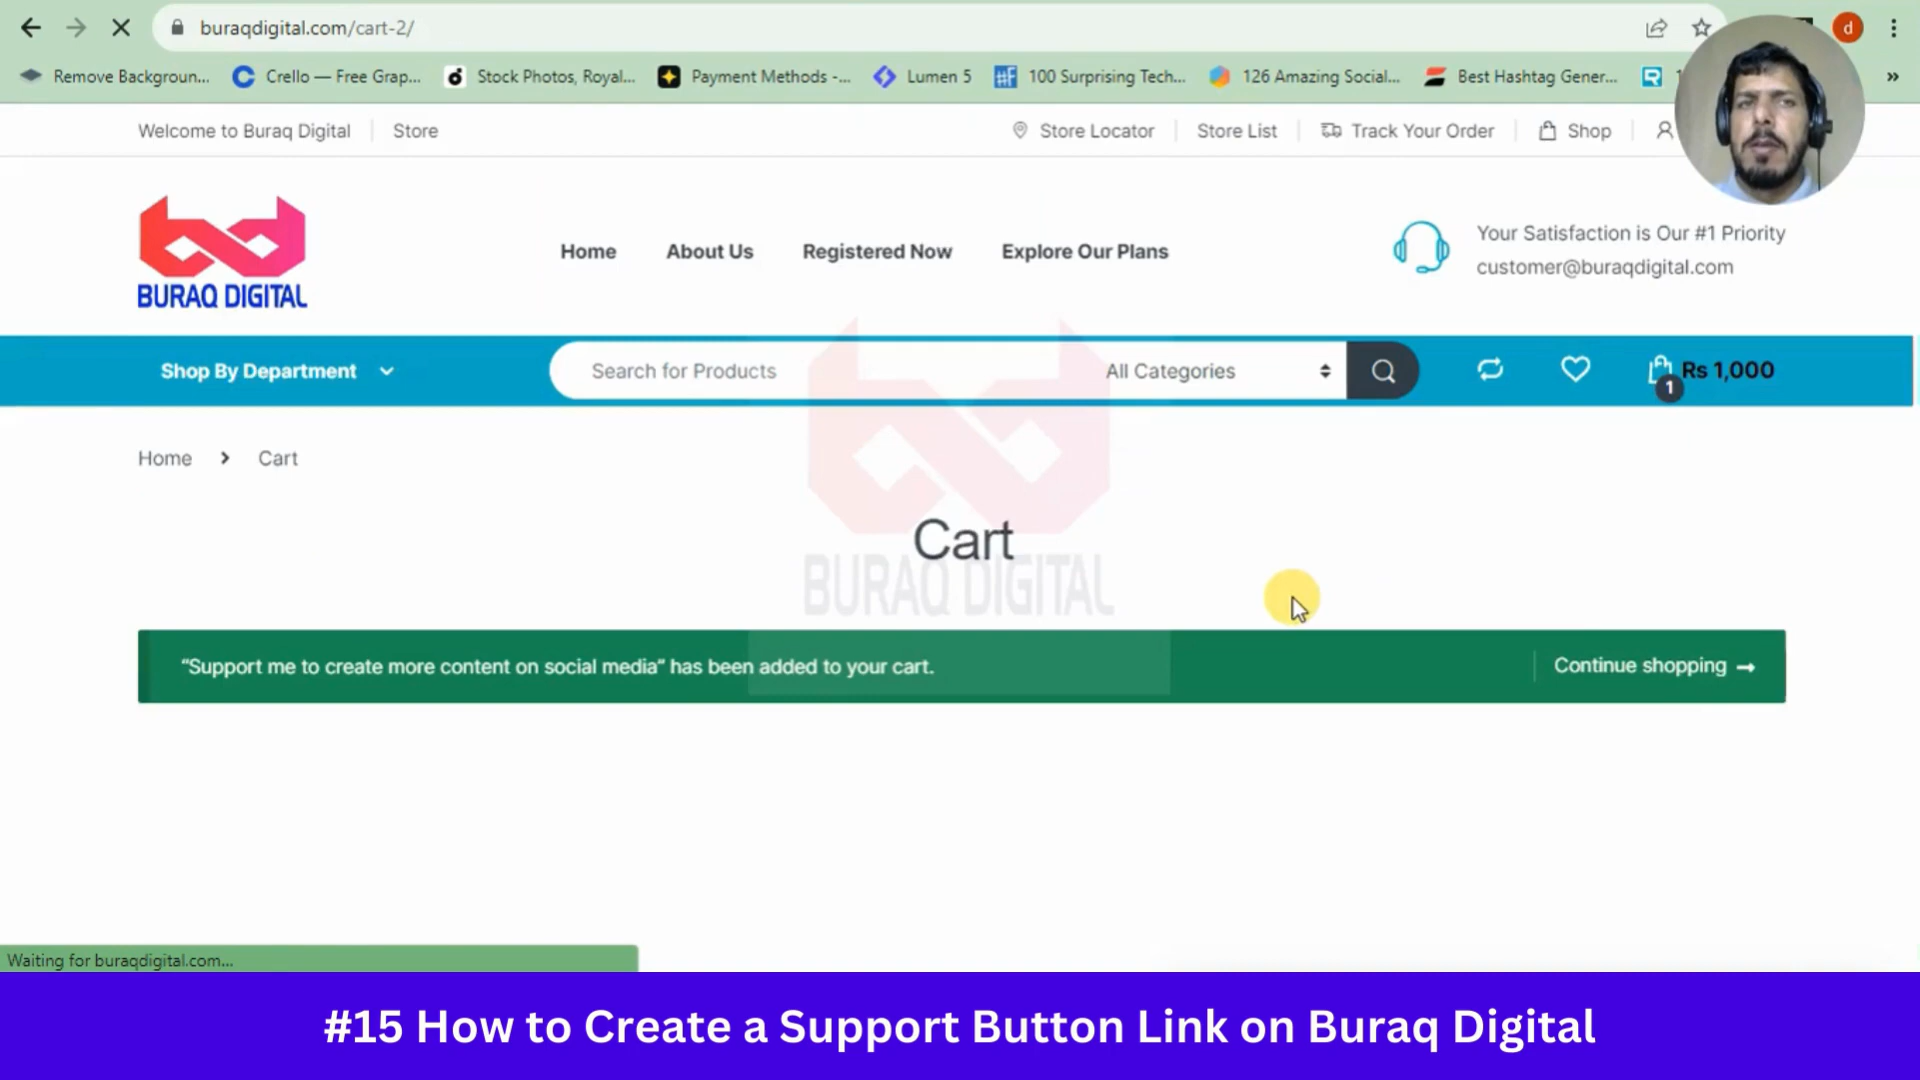 buraqdigital.com/cart-2/
d
Remove Backgroun...
Crello — Free Grap...
Stock Photos, Royal...
Payment Methods -...
Lumen 5
#F
100 Surprising Tech...
126 Amazing Social...
Best Hashtag Gener...
»
Welcome to Buraq Digital
Store
Store Locator
Store List
Track Your Order
Shop
BURAQ DIGITAL
Home
About Us
Registered Now
Explore Our Plans
Your Satisfaction is Our #1 Priority
customer@buraqdigital.com
Shop By Department
Search for Products
All Categories
1
Rs 1,000
Home
Cart
Cart
BURAQ DIGITAL
“Support me to create more content on social media” has been added to your cart.
Continue shopping →
Waiting for buraqdigital.com...
#15 How to Create a Support Button Link on Buraq Digital